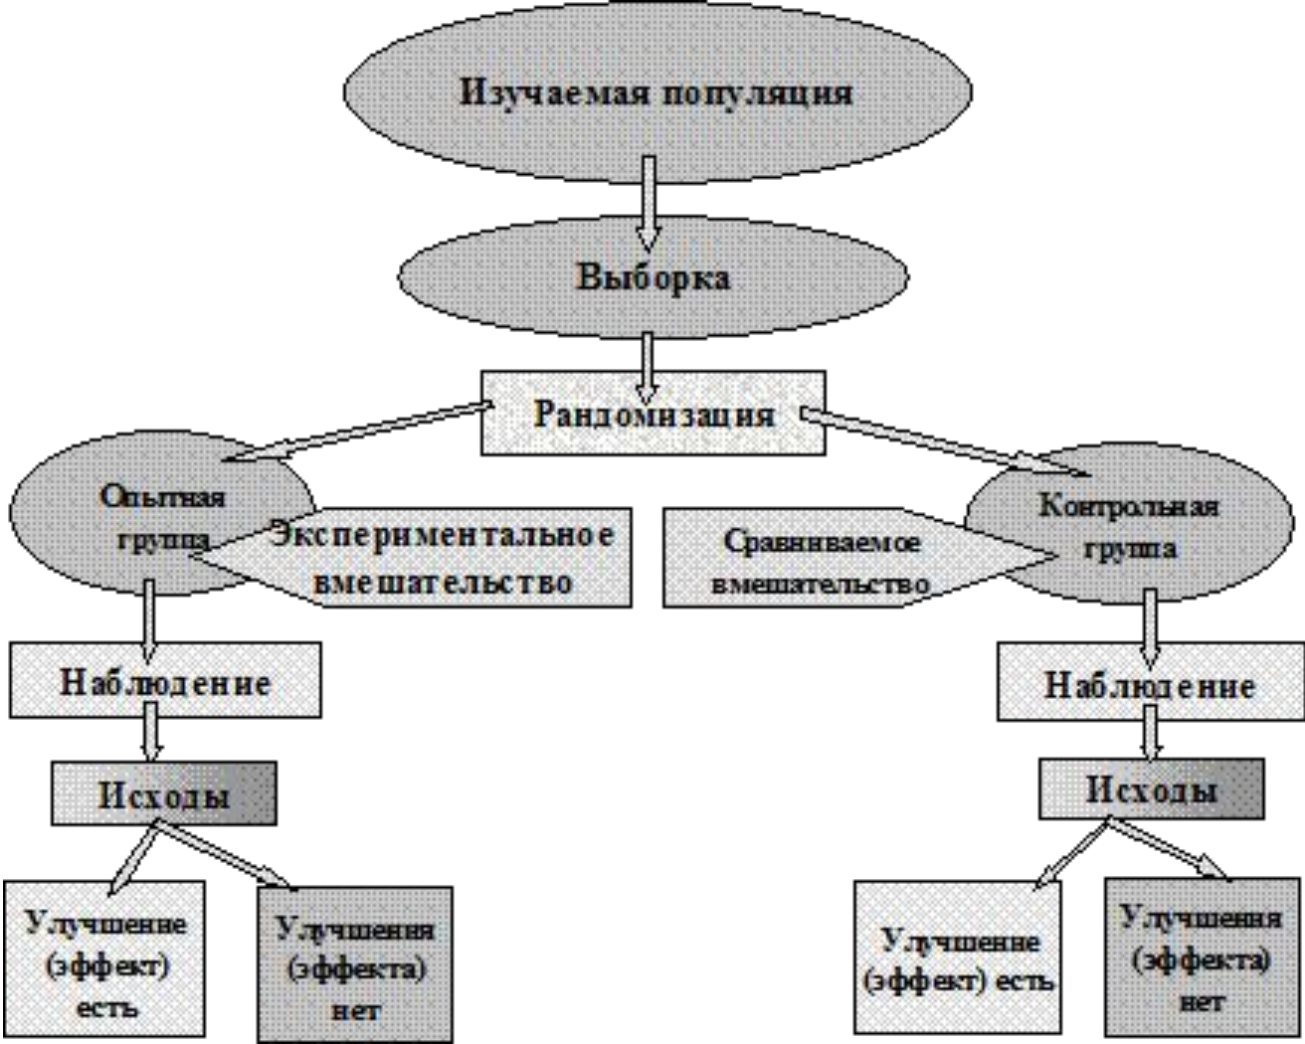 Изучаемая популяция
Выборка
Рандомизация
Опытная
группа
Экспериментальное
вмешательство
Сравниваемое
вмешательство
Контрольная
группа
Наблюдение
Наблюдение
Исходы
Исходы
Улучшение
(эффект)
есть
Улучшения
(эффекта)
нет
Улучшение
(эффект) есть
Улучшения
(эффекта)
нет